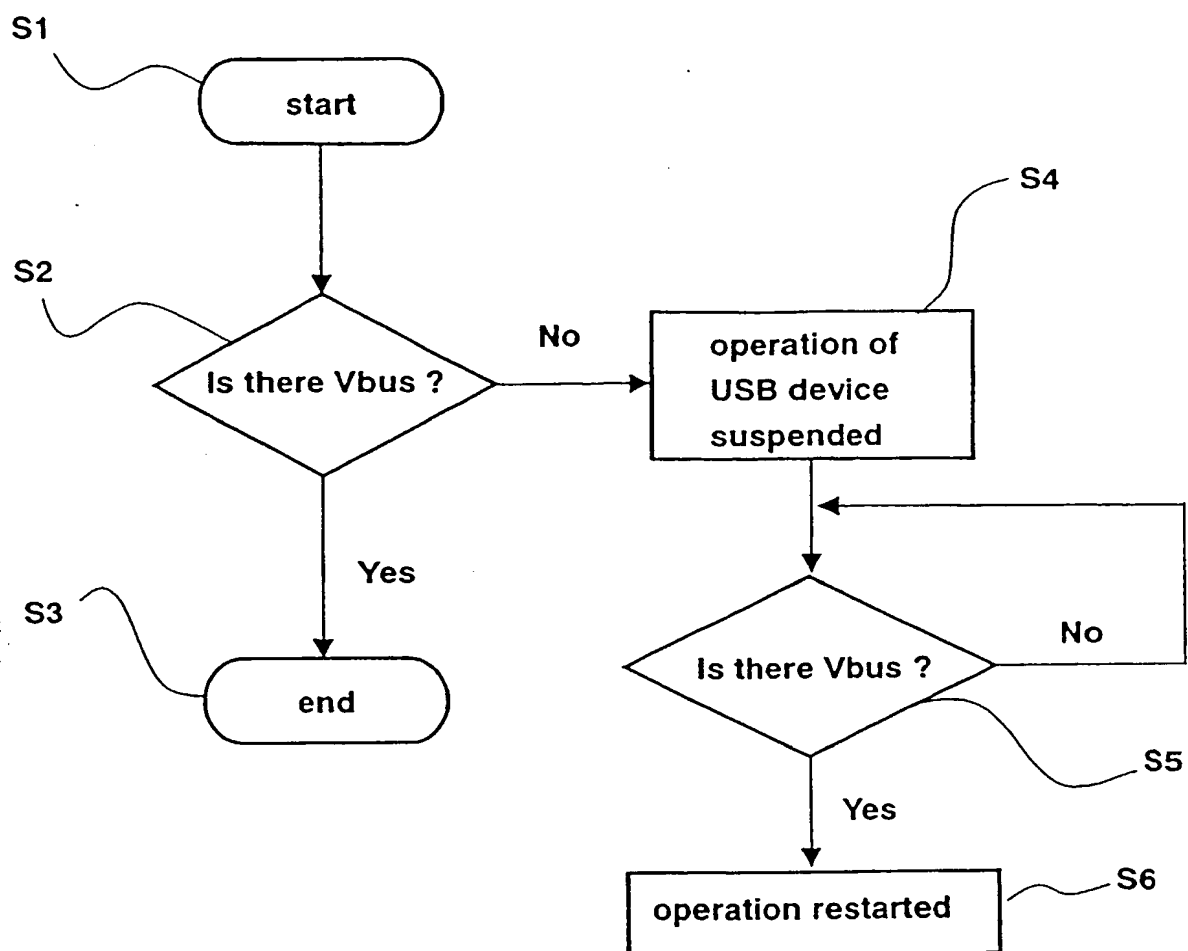 S1
start
S4
S2
Is there Vbus ?
No
operation of
USB device
suspended
Yes
S3
end
Is there Vbus ?
No
S5
Yes
S6
operation restarted